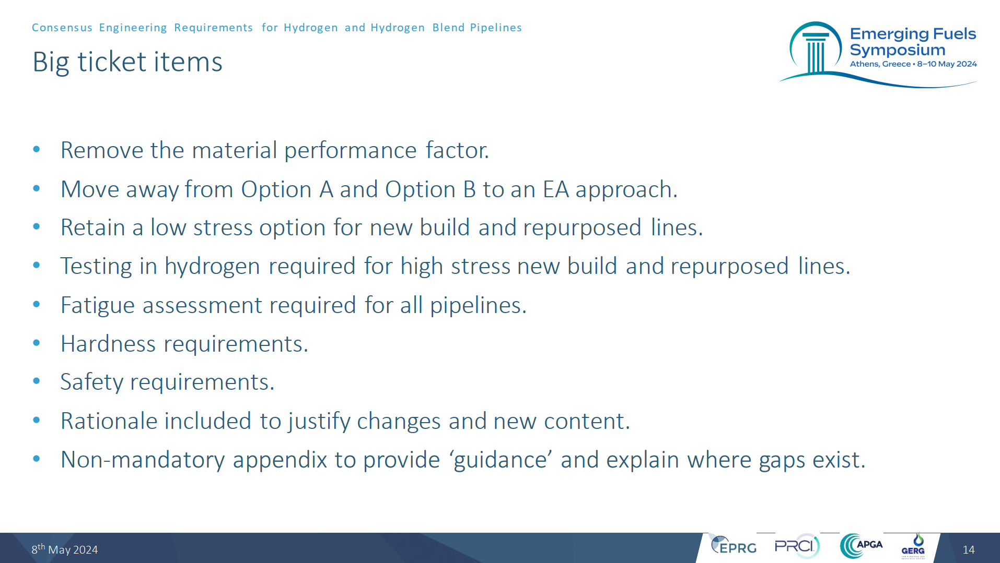 Consensus Engineering Requirements for Hydrogen and Hydrogen Blend Pipelines
Big ticket items
Emerging Fuels
Symposium
Athens, Greece • 8–10 May 2024
• Remove the material performance factor.
• Move away from Option A and Option B to an EA approach.
• Retain a low stress option for new build and repurposed lines.
• Testing in hydrogen required for high stress new build and repurposed lines.
• Fatigue assessment required for all pipelines.
• Hardness requirements.
• Safety requirements.
• Rationale included to justify changes and new content.
• Non-mandatory appendix to provide ‘guidance’ and explain where gaps exist.
8th May 2024
EPRG
PRCI
APGA
GERG
14